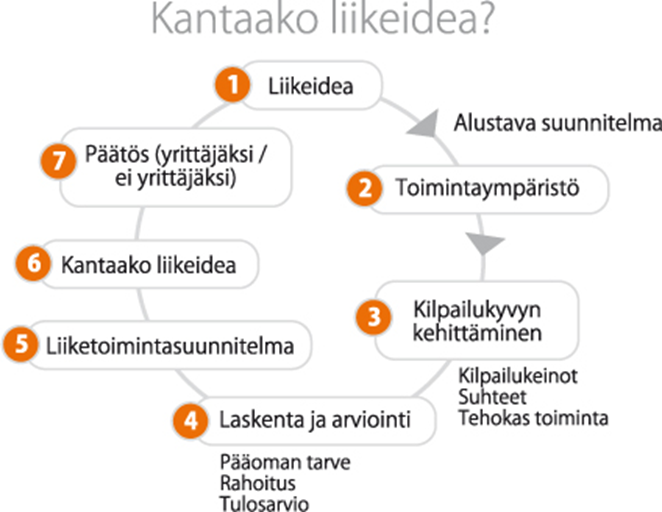 Kantaako liikeidea?
1 Liikeidea
Alustava suunnitelma
2 Toimintaympäristö
3 Kilpailukyvyn
kehittäminen
Kilpailukeinot
Suhteet
Tehokas toiminta
4 Laskenta ja arviointi
Pääoman tarve
Rahoitus
Tulosarvio
5 Liiketoimintasuunnitelma
6 Kantaako liikeidea
7 Päätös (yrittäjäksi /
ei yrittäjäksi)